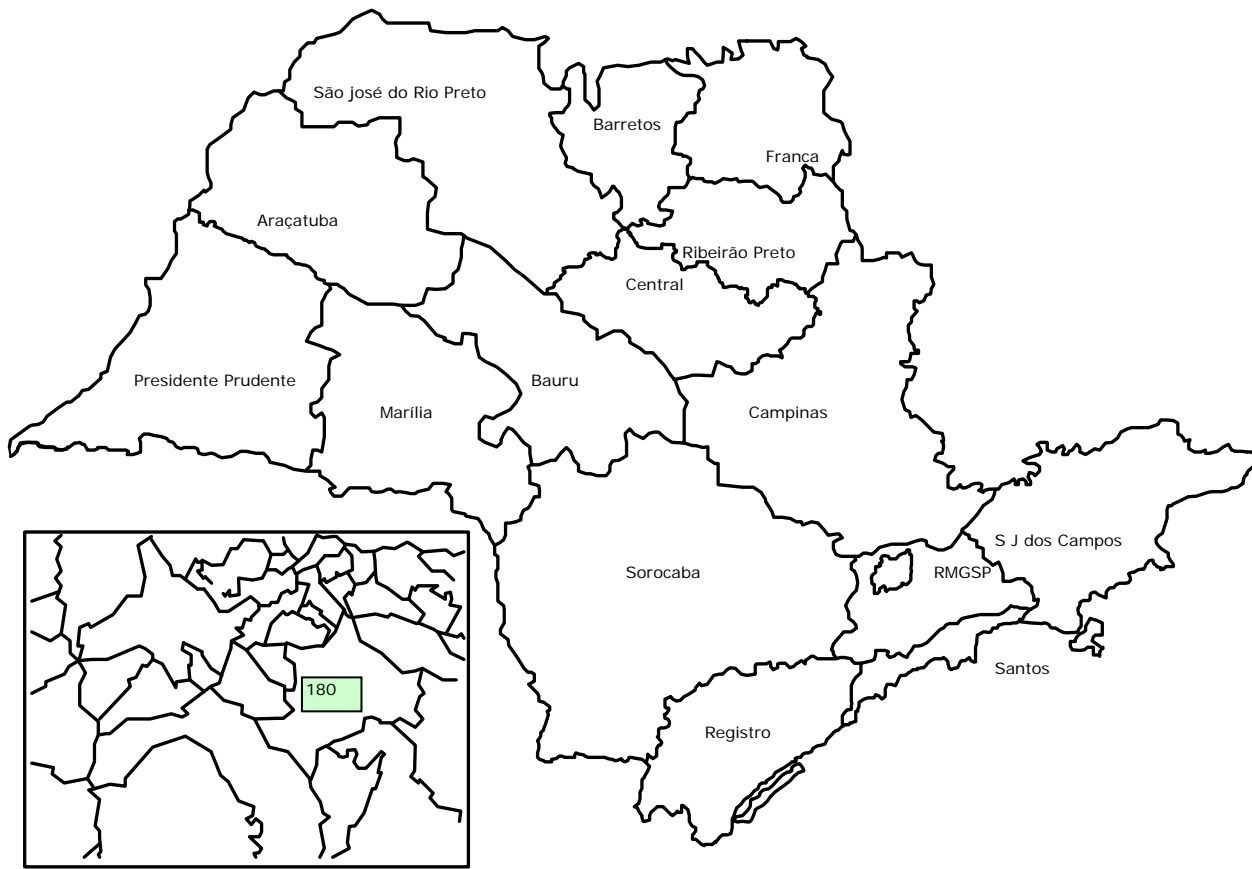 São josé do Rio Preto
Barretos
Franca
Araçatuba
Ribeirão Preto
Central
Presidente Prudente
Bauru
Marília
Campinas
S J dos Campos
Sorocaba
RMGSP
Santos
180
Registro